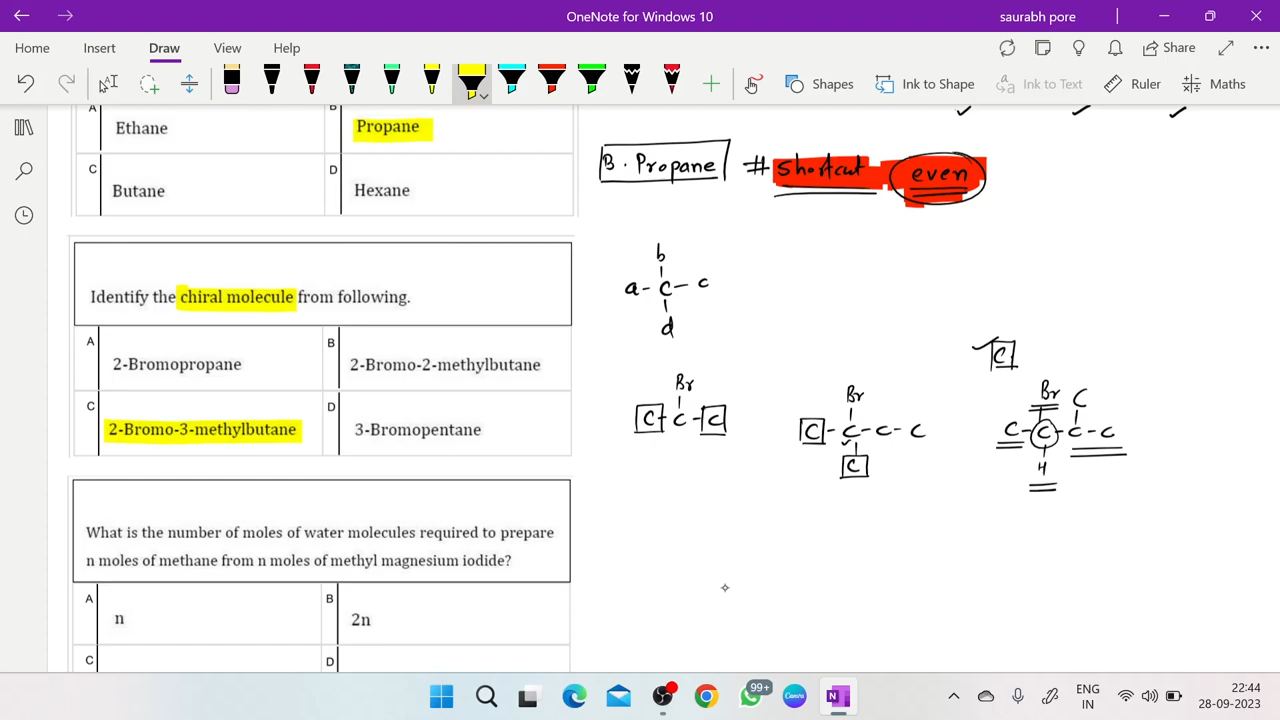 OneNote for Windows 10
saurabh pore
Home
Insert
Draw
View
Help
Share
Ink to Shape
Shapes
Ink to Text
Ruler
Maths
A
Ethane
B
Propane
C
Butane
D
Hexane
B. Propane # Shortcut even
Identify the chiral molecule from following.
A
2-Bromopropane
B
2-Bromo-2-methylbutane
C
2-Bromo-3-methylbutane
D
3-Bromopentane
b
a - C - c
d
Br
C - C - C
Br
C - C - C - C
C
C
Br C
C - C - C - C
H
What is the number of moles of water molecules required to prepare
n moles of methane from n moles of methyl magnesium iodide?
A
n
B
2n
C
D
99+
ENG
IN
22:44
28-09-2023